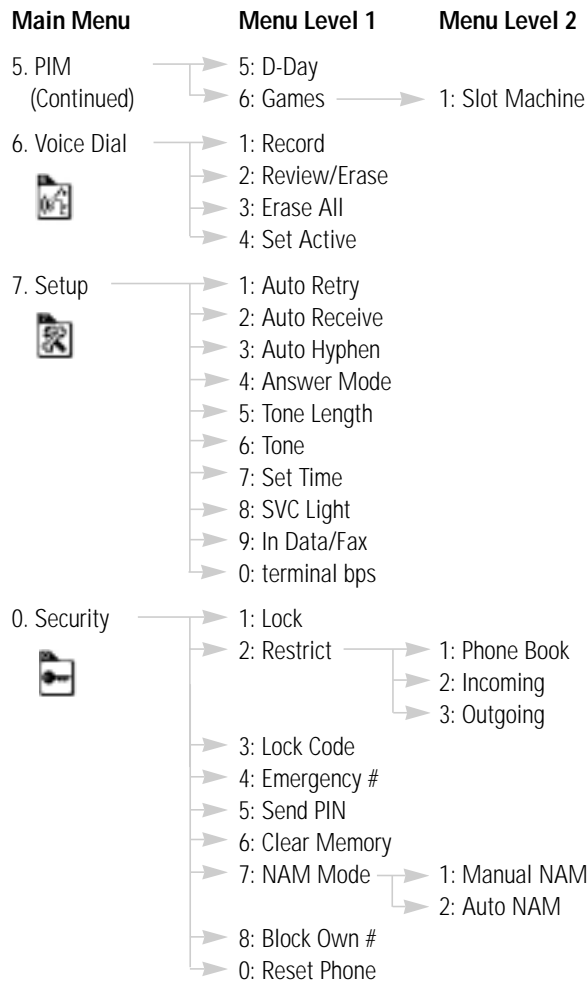 Main Menu Menu Level 1 Menu Level 2
5. PIM 5: D-Day
(Continued) 6: Games 1: Slot Machine
6. Voice Dial 1: Record
2: Review/Erase
3: Erase All
4: Set Active
7. Setup 1: Auto Retry
2: Auto Receive
3: Auto Hyphen
4: Answer Mode
5: Tone Length
6: Tone
7: Set Time
8: SVC Light
9: In Data/Fax
0: terminal bps
0. Security 1: Lock
2: Restrict 1: Phone Book
2: Incoming
3: Outgoing
3: Lock Code
4: Emergency #
5: Send PIN
6: Clear Memory
7: NAM Mode 1: Manual NAM
2: Auto NAM
8: Block Own #
0: Reset Phone